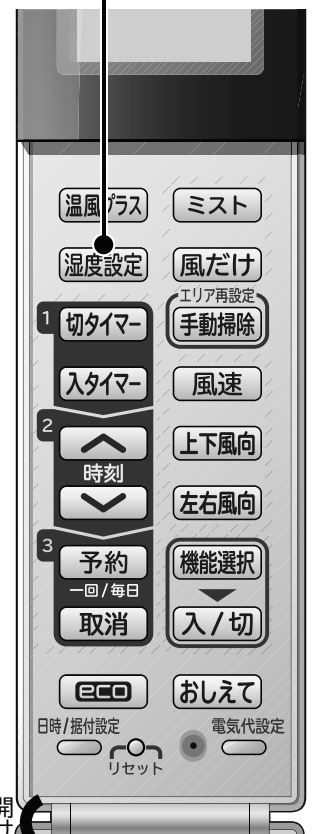 温風プラス ミスト
湿度設定 風だけ
エリア再設定
1 切タイマー 手動掃除
入タイマー 風速
2
上下風向
時刻
左右風向
3 予約 機能選択
一回/毎日
取消 入/切
eco おしえて
日時/据付設定 電気代設定
リセット
開